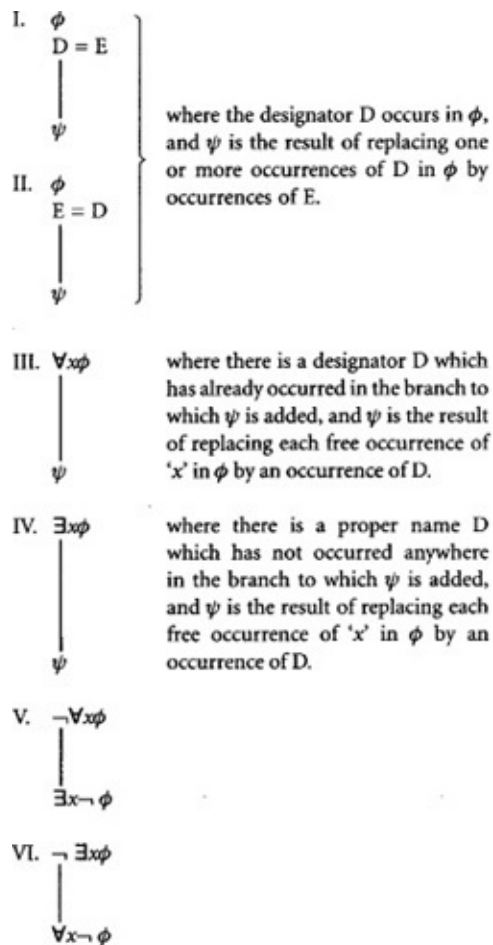 I. ϕ
D = E
ψ
where the designator D occurs in ϕ,
and ψ is the result of replacing one
or more occurrences of D in ϕ by
occurrences of E.
II. ϕ
E = D
ψ
III. ∀xϕ
ψ
where there is a designator D which
has already occurred in the branch to
which ψ is added, and ψ is the result
of replacing each free occurrence of
‘x’ in ϕ by an occurrence of D.
IV. ∃xϕ
ψ
where there is a proper name D
which has not occurred anywhere
in the branch to which ψ is added,
and ψ is the result of replacing each
free occurrence of ‘x’ in ϕ by an
occurrence of D.
V. ¬∀xϕ
∃x¬ ϕ
VI. ¬ ∃xϕ
∀x¬ ϕ